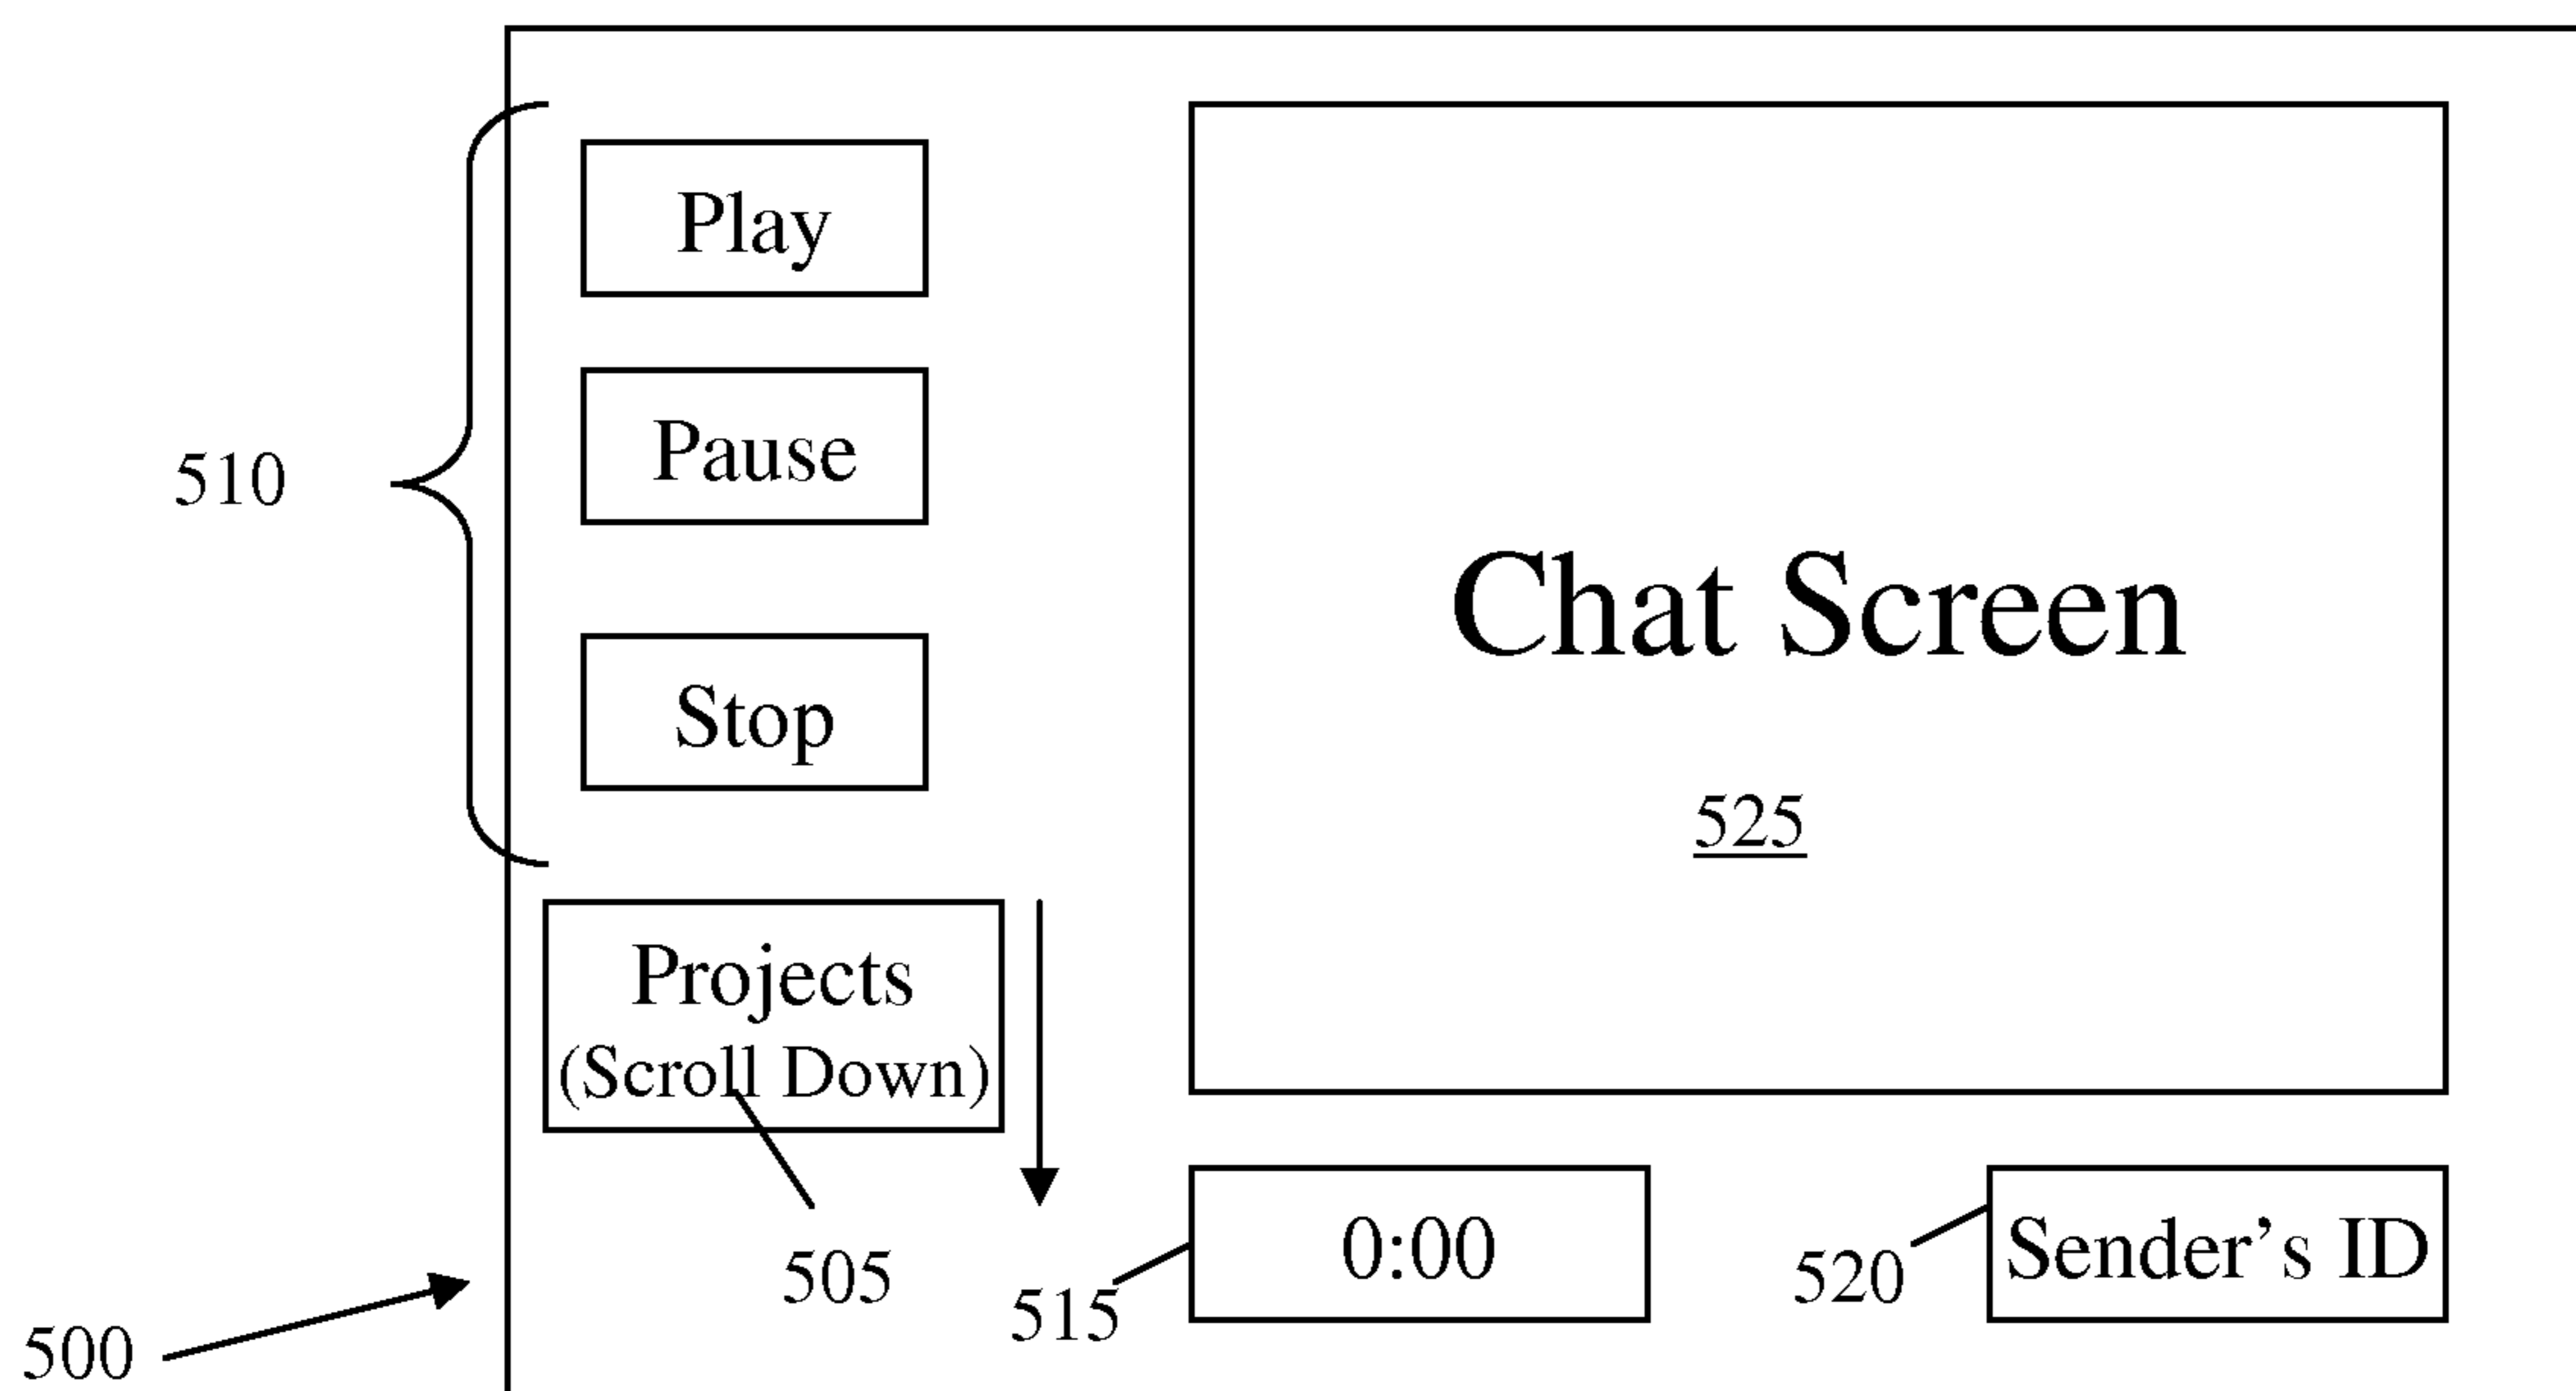 Play
Pause
510
Stop
Chat Screen
525
Projects
(Scroll Down)
505
500
515
0:00
520
Sender’s ID